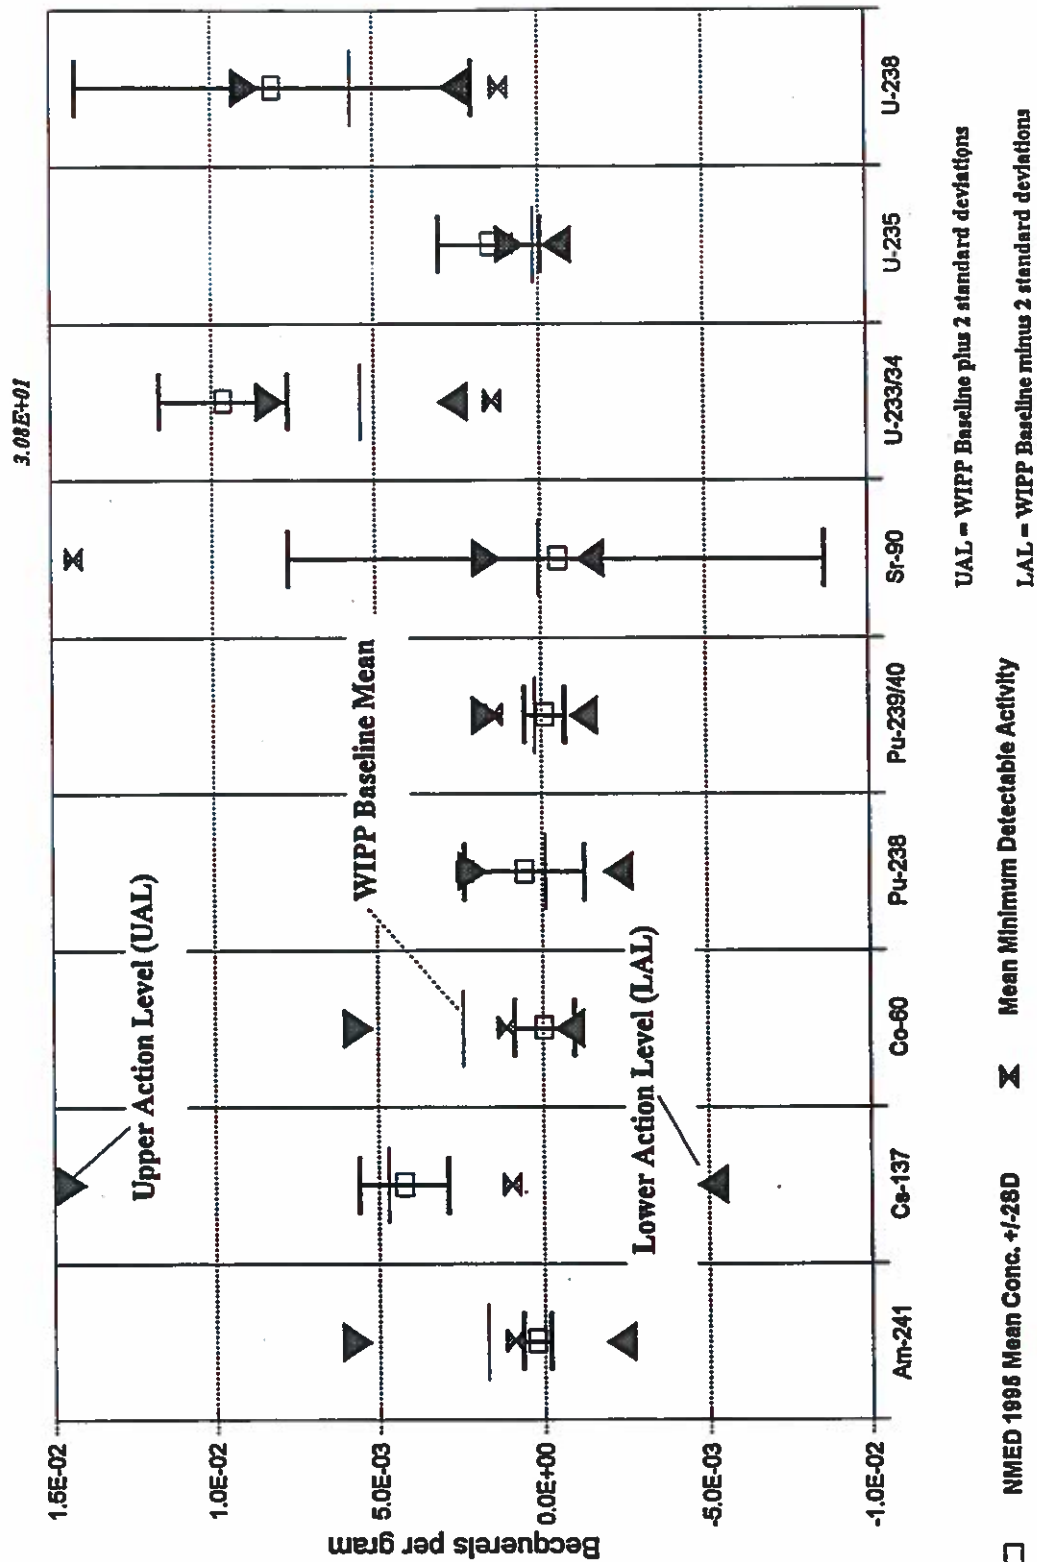 3.08E+01
1.5E-02
1.0E-02
5.0E-03
0.0E+00
-5.0E-03
-1.0E-02
Becquerels per gram
Upper Action Level (UAL)
WIPP Baseline Mean
Lower Action Level (LAL)
Am-241
Cs-137
Co-60
Pu-238
Pu-239/40
Sr-90
U-233/34
U-235
U-238
UAL = WIPP Baseline plus 2 standard deviations
NMED 1995 Mean Conc. +/-2SD
Mean Minimum Detectable Activity
LAL = WIPP Baseline minus 2 standard deviations